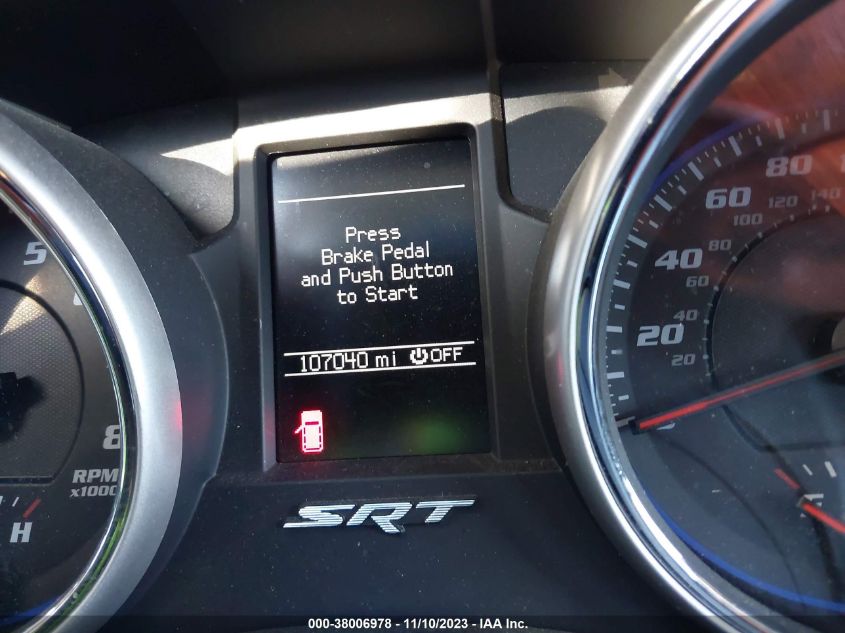 Press
Brake Pedal
and Push Button
to Start
107040 mi OFF
SRT
5
8
RPM
x1000
H
20
40
60
80
20
40
60
80
100
120
140
E
000-38006978 - 11/10/2023 - IAA Inc.